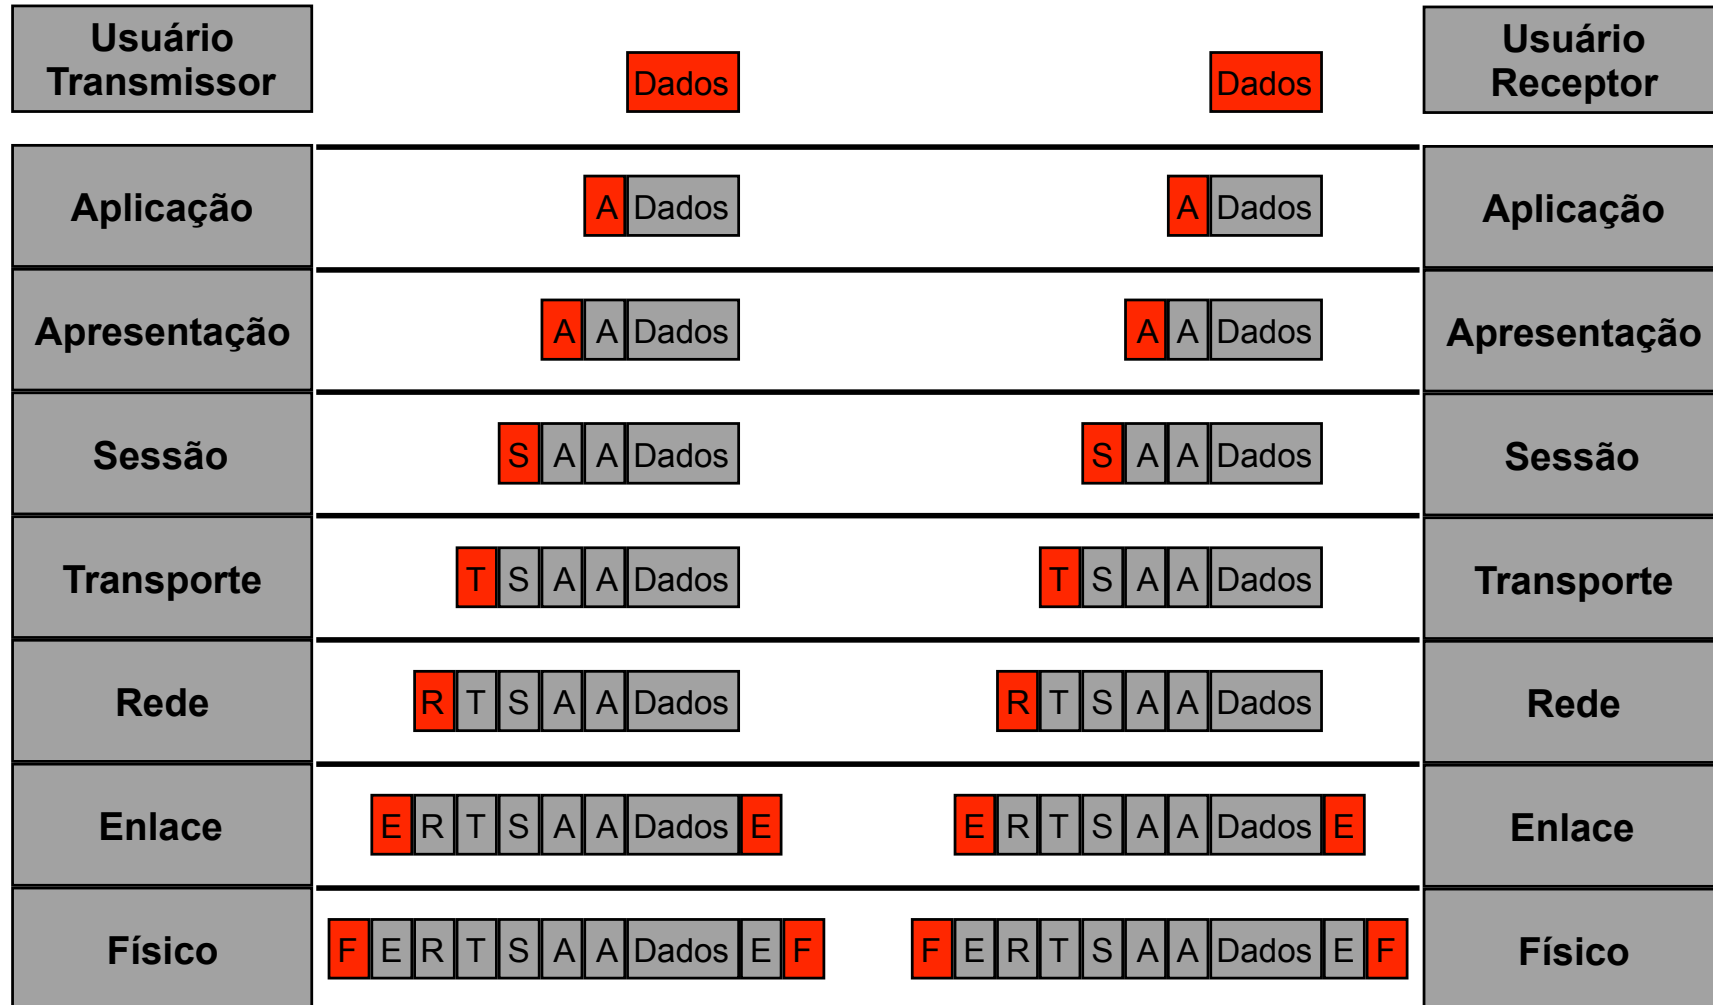 Usuário
Transmissor
Dados
Dados
Usuário
Receptor
Aplicação
A Dados
A Dados
Aplicação
Apresentação
A A Dados
A A Dados
Apresentação
Sessão
S A A Dados
S A A Dados
Sessão
Transporte
T S A A Dados
T S A A Dados
Transporte
Rede
R T S A A Dados
R T S A A Dados
Rede
Enlace
E R T S A A Dados E
E R T S A A Dados E
Enlace
Físico
F E R T S A A Dados E F
F E R T S A A Dados E F
Físico